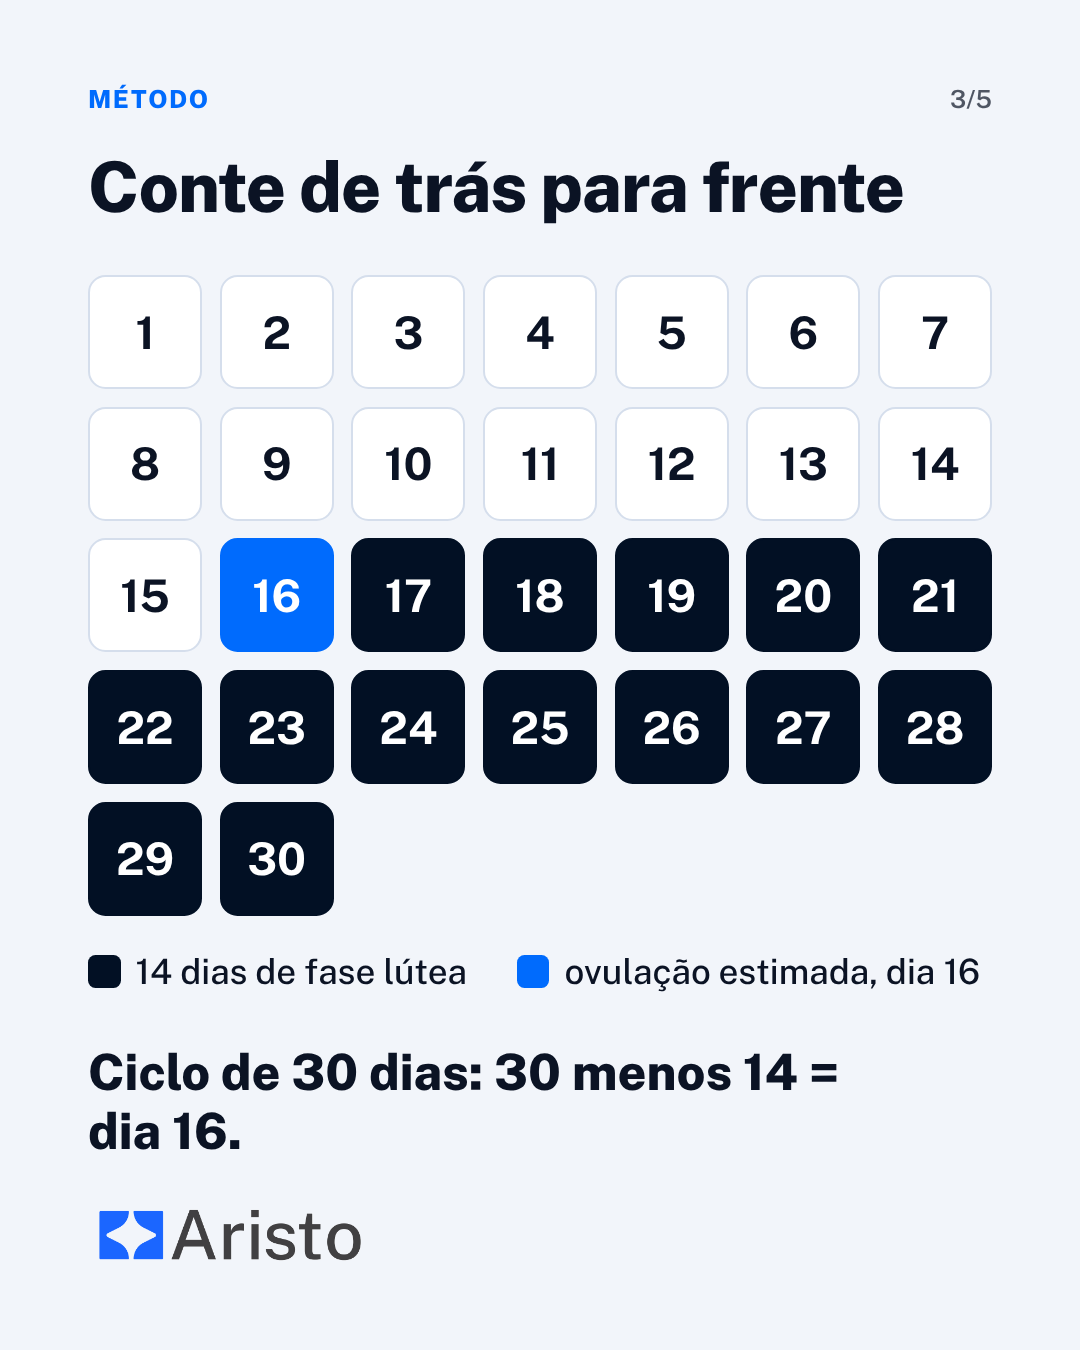 MÉTODO 3/5
Conte de trás para frente
1 2 3 4 5 6 7
8 9 10 11 12 13 14
15 16 17 18 19 20 21
22 23 24 25 26 27 28
29 30
14 dias de fase lútea ovulação estimada, dia 16
Ciclo de 30 dias: 30 menos 14 =
dia 16.
Aristo